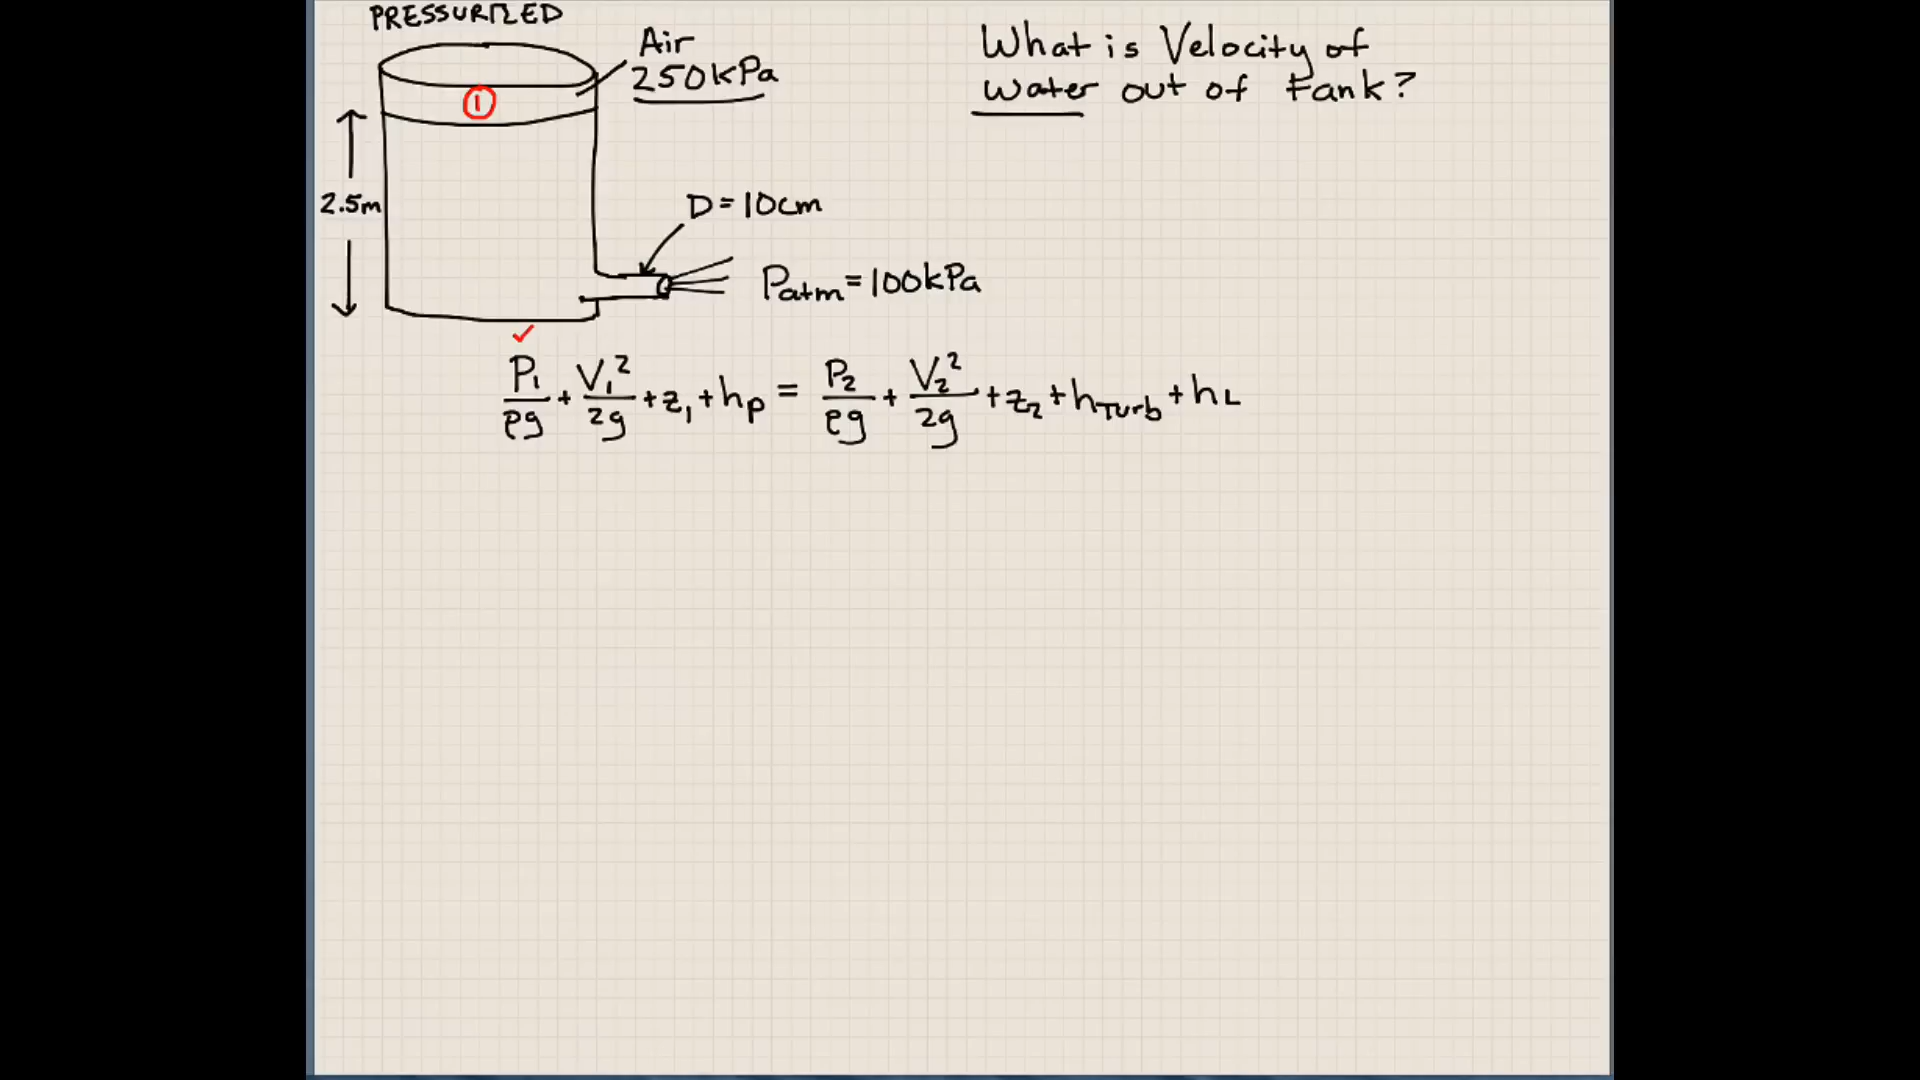 PRESSURIZED
Air
250kPa
What is Velocity of
water out of tank?
①
2.5m
D=10cm
Patm=100kPa
✓
P₁/ρg + V₁²/2g + z₁ + hp = P₂/ρg + V₂²/2g + z₂ + hTurb + hL